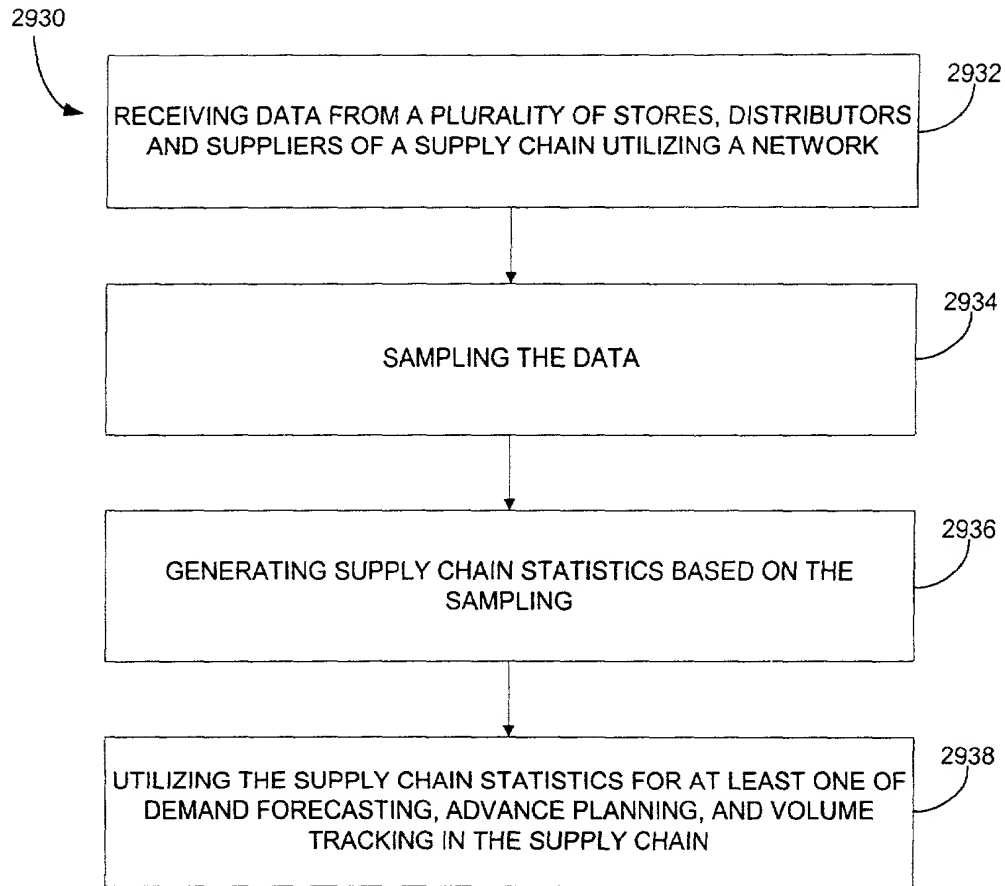 2930
2932
RECEIVING DATA FROM A PLURALITY OF STORES, DISTRIBUTORS
AND SUPPLIERS OF A SUPPLY CHAIN UTILIZING A NETWORK
2934
SAMPLING THE DATA
2936
GENERATING SUPPLY CHAIN STATISTICS BASED ON THE
SAMPLING
2938
UTILIZING THE SUPPLY CHAIN STATISTICS FOR AT LEAST ONE OF
DEMAND FORECASTING, ADVANCE PLANNING, AND VOLUME
TRACKING IN THE SUPPLY CHAIN